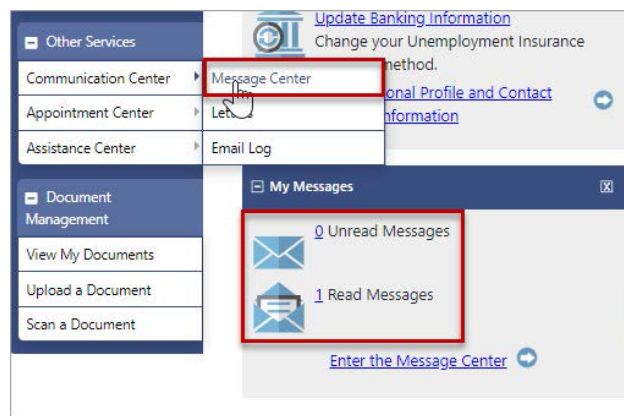 Other Services
Communication Center
Appointment Center
Assistance Center
Message Center
Email Log
Document
Management
View My Documents
Upload a Document
Scan a Document
Update Banking Information
Change your Unemployment Insurance
method.
onal Profile and Contact
nformation
My Messages
X
0 Unread Messages
1 Read Messages
Enter the Message Center